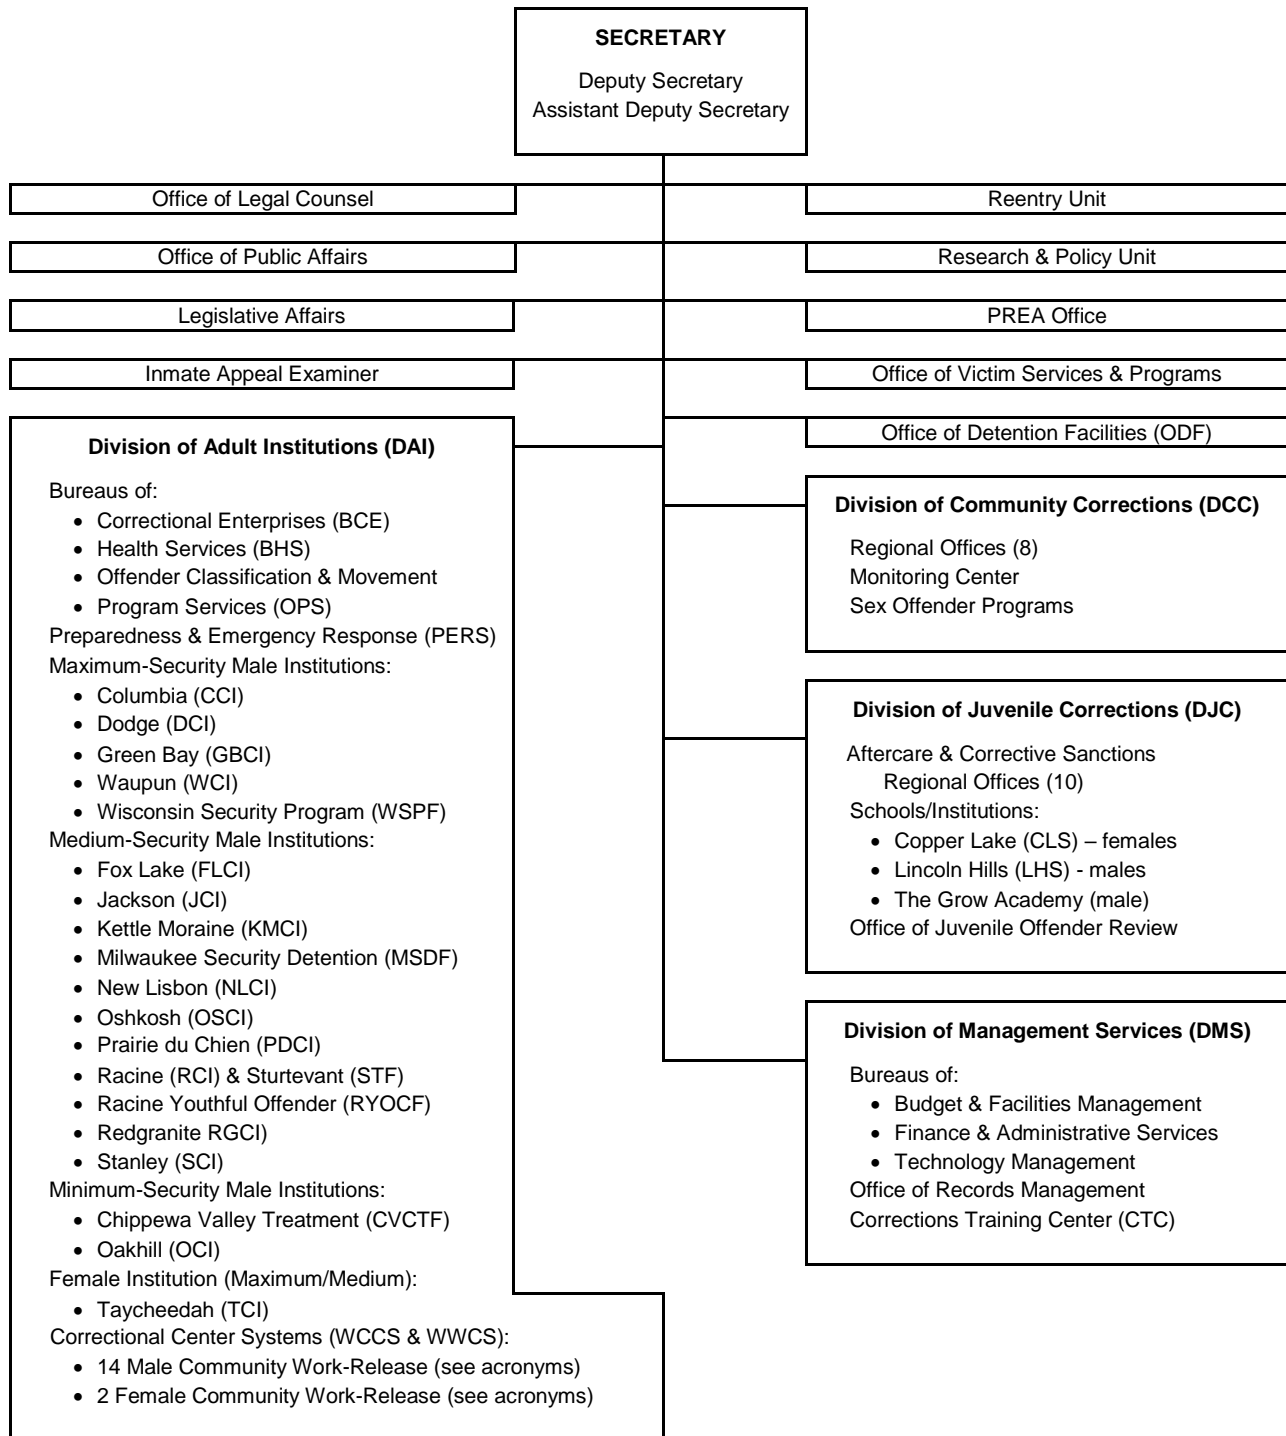 SECRETARY
Deputy Secretary
Assistant Deputy Secretary
Office of Legal Counsel
Reentry Unit
Office of Public Affairs
Research & Policy Unit
Legislative Affairs
PREA Office
Inmate Appeal Examiner
Office of Victim Services & Programs
Office of Detention Facilities (ODF)
Division of Adult Institutions (DAI)
Bureaus of:
• Correctional Enterprises (BCE)
• Health Services (BHS)
• Offender Classification & Movement
• Program Services (OPS)
Preparedness & Emergency Response (PERS)
Maximum-Security Male Institutions:
• Columbia (CCI)
• Dodge (DCI)
• Green Bay (GBCI)
• Waupun (WCI)
• Wisconsin Security Program (WSPF)
Medium-Security Male Institutions:
• Fox Lake (FLCI)
• Jackson (JCI)
• Kettle Moraine (KMCI)
• Milwaukee Security Detention (MSDF)
• New Lisbon (NLCI)
• Oshkosh (OSCI)
• Prairie du Chien (PDCI)
• Racine (RCI) & Sturtevant (STF)
• Racine Youthful Offender (RYOCF)
• Redgranite RGCI)
• Stanley (SCI)
Minimum-Security Male Institutions:
• Chippewa Valley Treatment (CVCTF)
• Oakhill (OCI)
Female Institution (Maximum/Medium):
• Taycheedah (TCI)
Correctional Center Systems (WCCS & WWCS):
• 14 Male Community Work-Release (see acronyms)
• 2 Female Community Work-Release (see acronyms)
Division of Community Corrections (DCC)
Regional Offices (8)
Monitoring Center
Sex Offender Programs
Division of Juvenile Corrections (DJC)
Aftercare & Corrective Sanctions
Regional Offices (10)
Schools/Institutions:
• Copper Lake (CLS) – females
• Lincoln Hills (LHS) - males
• The Grow Academy (male)
Office of Juvenile Offender Review
Division of Management Services (DMS)
Bureaus of:
• Budget & Facilities Management
• Finance & Administrative Services
• Technology Management
Office of Records Management
Corrections Training Center (CTC)